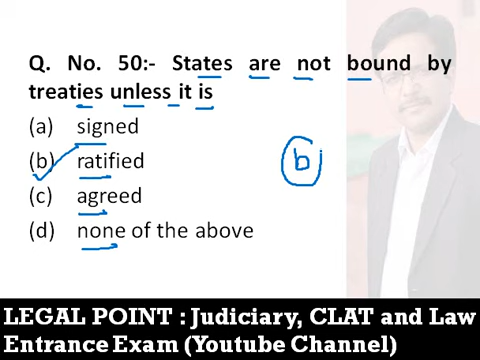 Q. No. 50:- States are not bound by
treaties unless it is
(a) signed
(b) ratified
(c) agreed
(d) none of the above
b
LEGAL POINT : Judiciary, CLAT and Law
Entrance Exam (Youtube Channel)